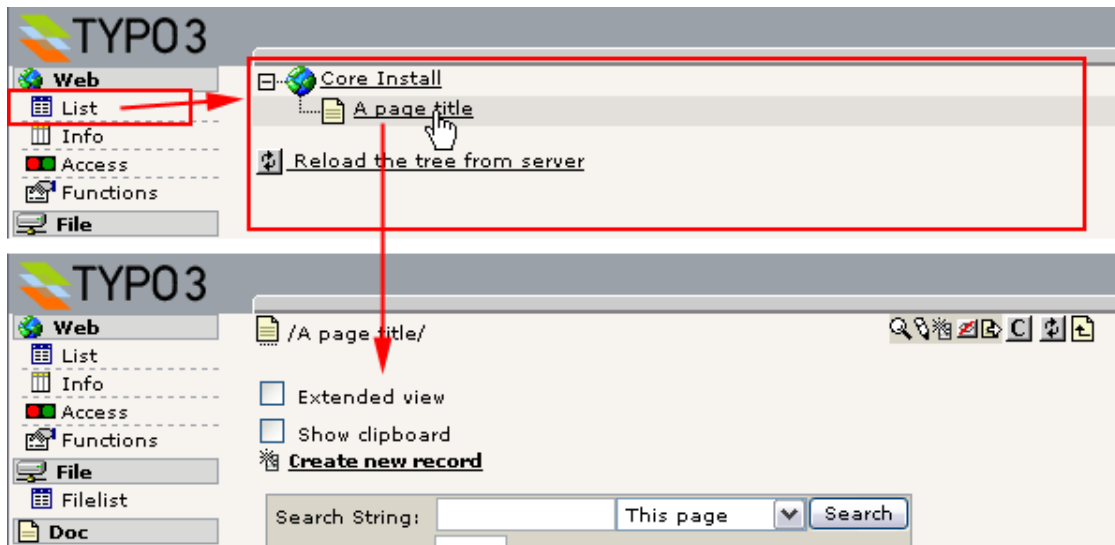 TYPO3
Web
List
Info
Access
Functions
File
Core Install
A page title
Reload the tree from server
TYPO3
Web
List
Info
Access
Functions
File
Filelist
Doc
/A page title/
C
Extended view
Show clipboard
Create new record
Search String:
This page
Search